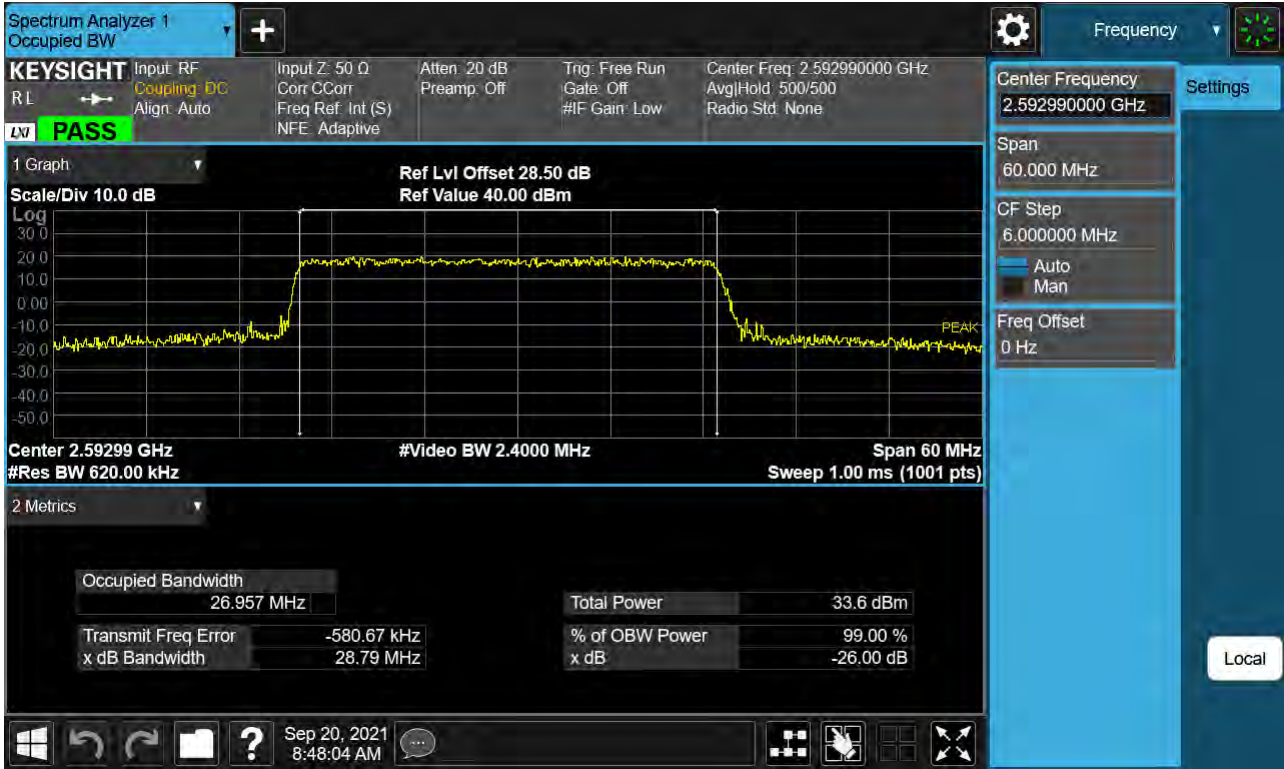 Spectrum Analyzer 1
Occupied BW
Frequency
KEYSIGHT
RL
LXI
PASS
Input: RF
Coupling: DC
Align: Auto
Input Z: 50 Ω
Corr CCorr
Freq Ref: Int (S)
NFE: Adaptive
Atten: 20 dB
Preamp: Off
Trig: Free Run
Gate: Off
#IF Gain: Low
Center Freq: 2.592990000 GHz
Avg|Hold: 500/500
Radio Std: None
Center Frequency
2.592990000 GHz
Settings
Span
60.000 MHz
CF Step
6.000000 MHz
Auto
Man
Freq Offset
0 Hz
1 Graph
Ref Lvl Offset 28.50 dB
Scale/Div 10.0 dB
Ref Value 40.00 dBm
Log
30.0
20.0
10.0
0.00
-10.0
PEAK
-20.0
-30.0
-40.0
-50.0
Center 2.59299 GHz
#Video BW 2.4000 MHz
Span 60 MHz
#Res BW 620.00 kHz
Sweep 1.00 ms (1001 pts)
2 Metrics
Occupied Bandwidth
26.957 MHz
Total Power 33.6 dBm
Transmit Freq Error -580.67 kHz
% of OBW Power 99.00 %
x dB Bandwidth 28.79 MHz
x dB -26.00 dB
Local
?
Sep 20, 2021
8:48:04 AM